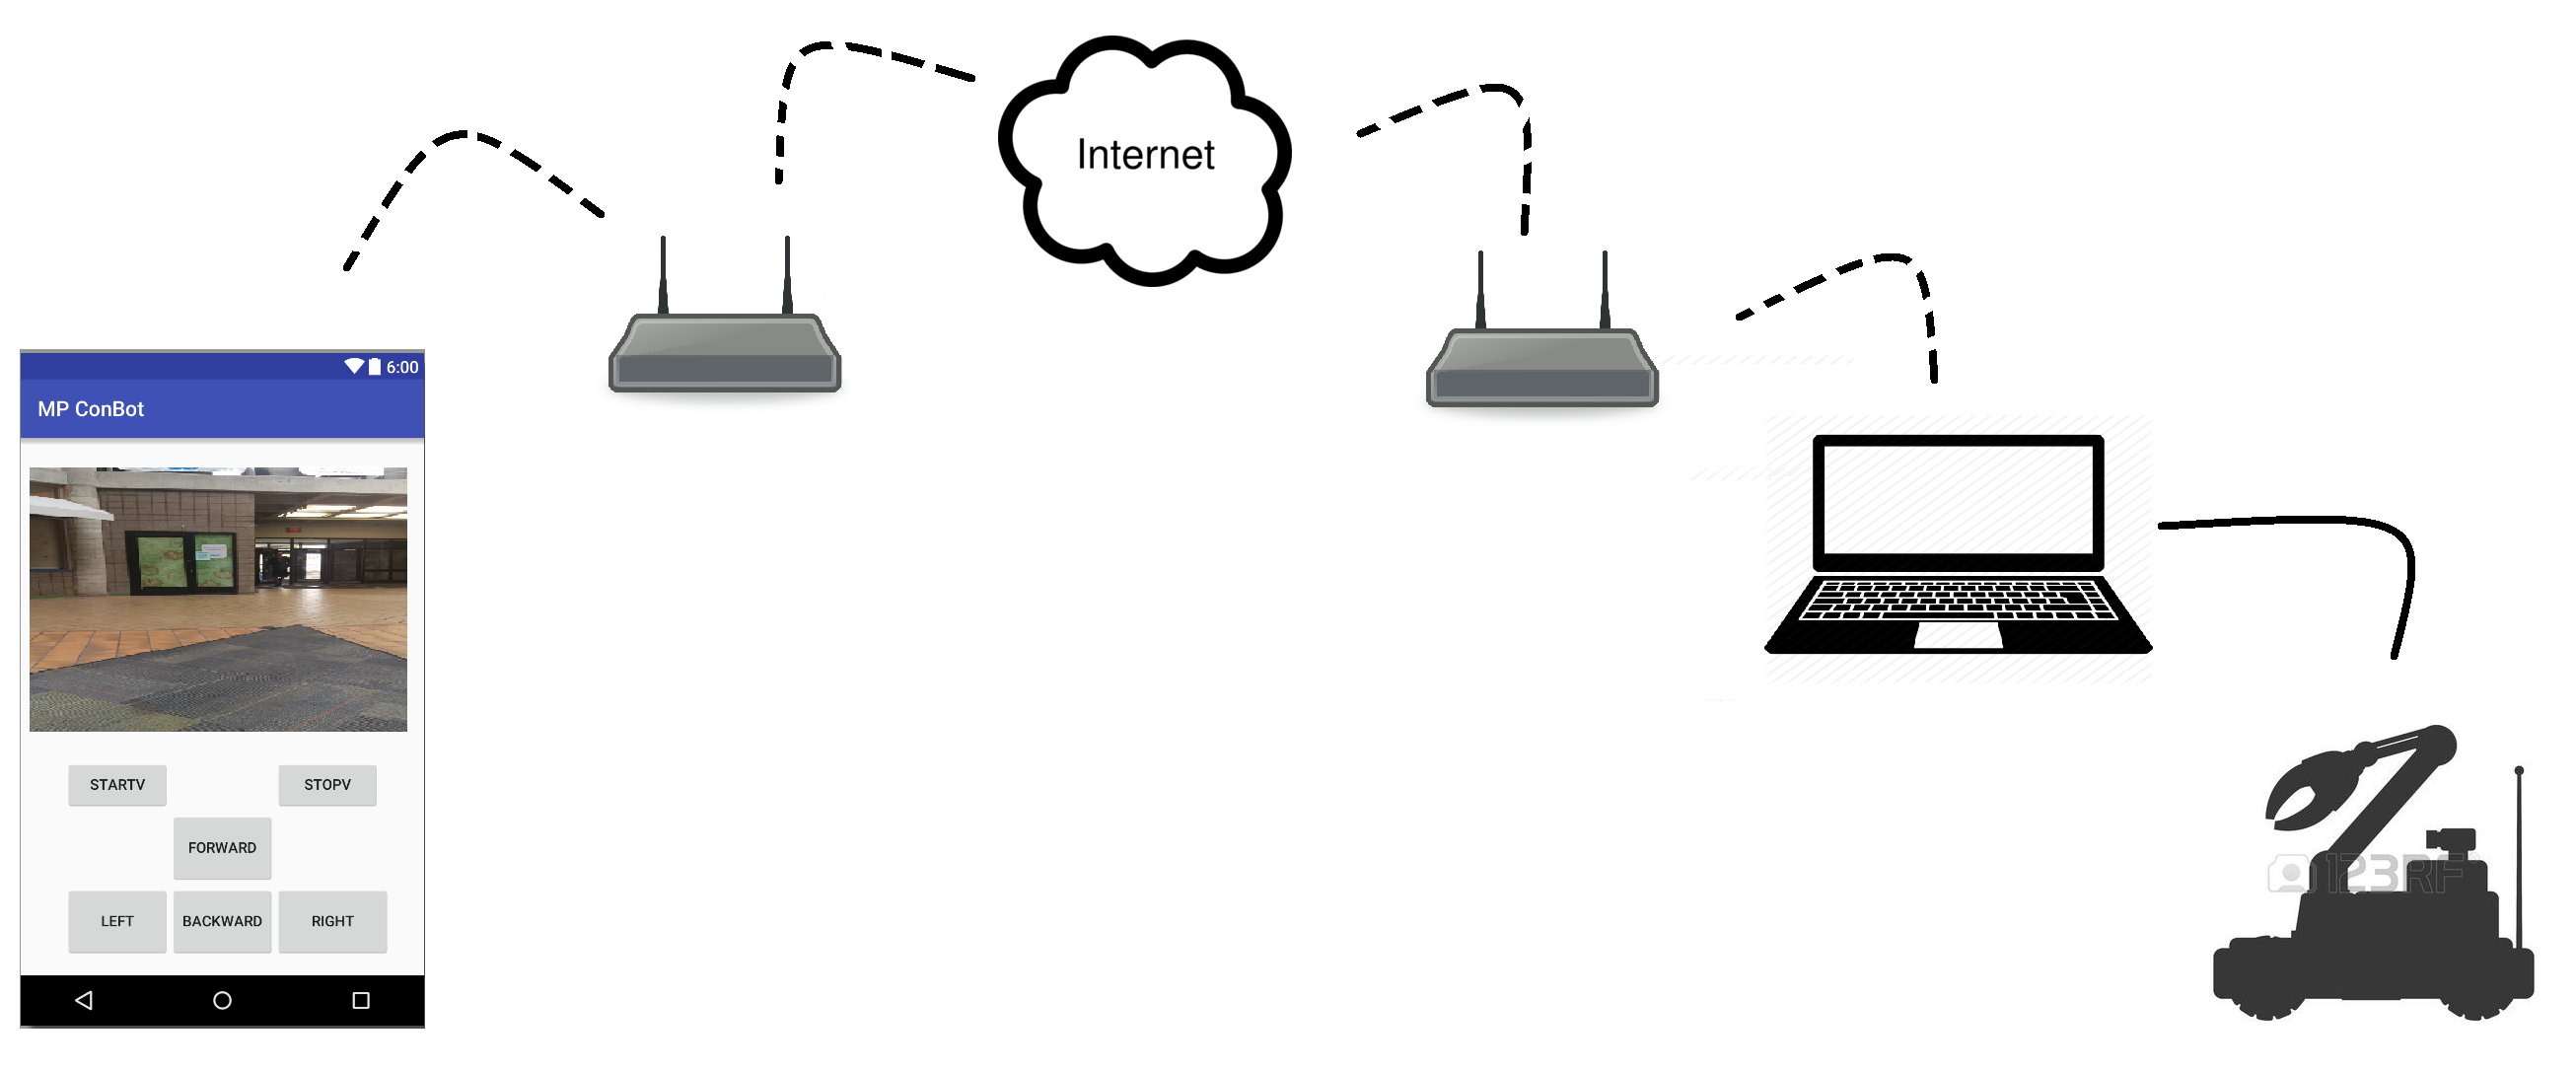 Internet
6:00
MP ConBot
STARTV
STOPV
FORWARD
LEFT
BACKWARD
RIGHT
123RF